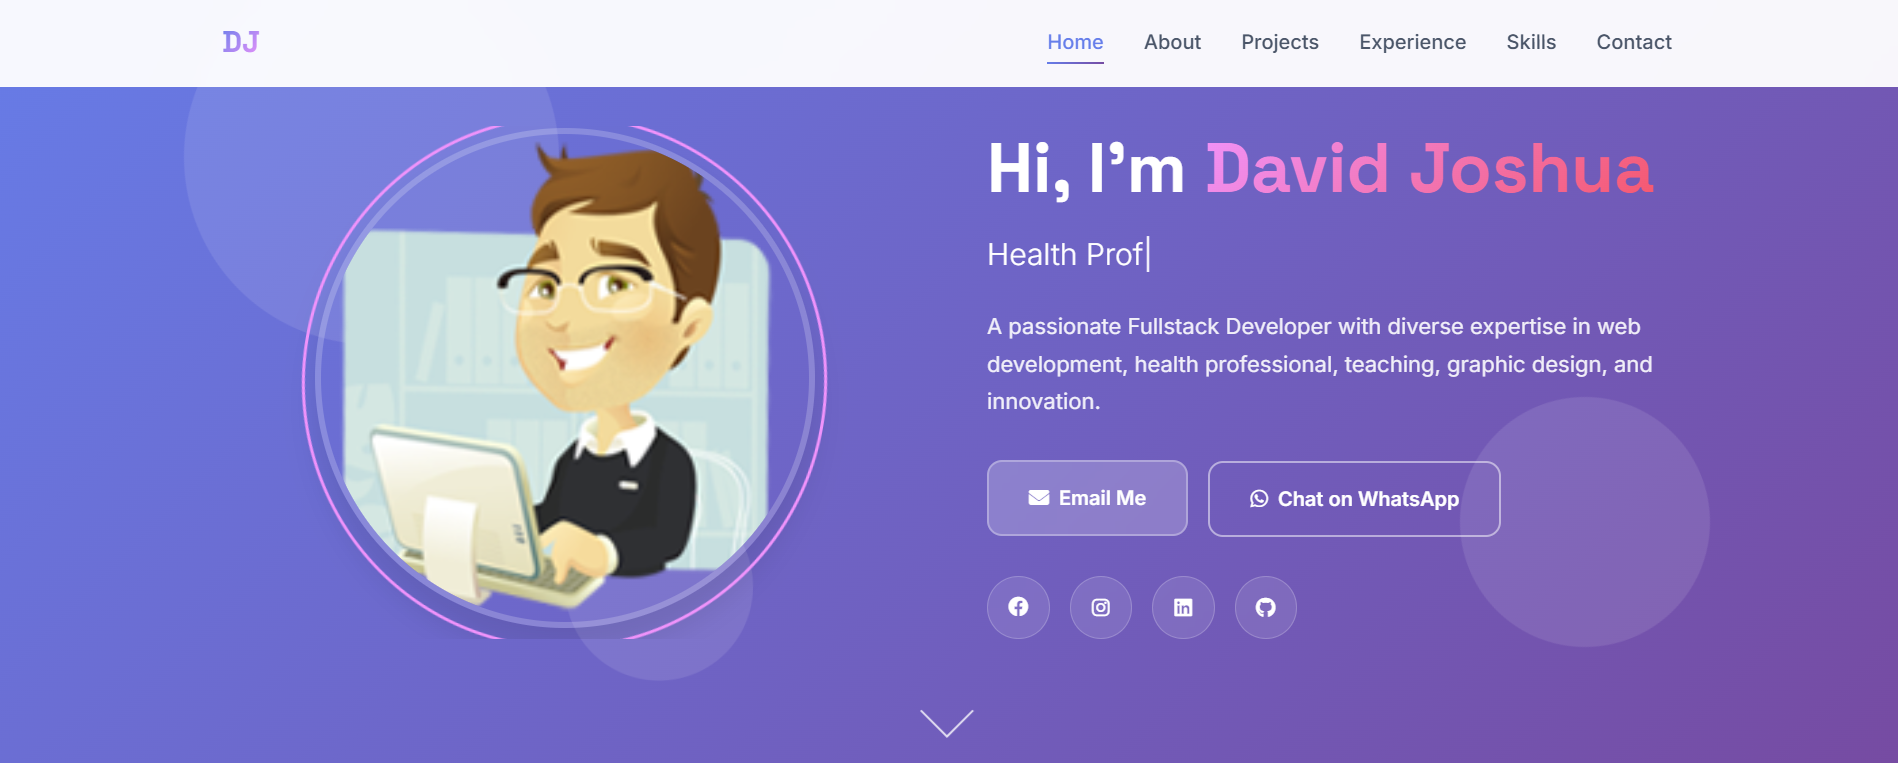 DJ
Home About Projects Experience Skills Contact
Hi, I'm David Joshua
Health Prof|
A passionate Fullstack Developer with diverse expertise in web
development, health professional, teaching, graphic design, and
innovation.
Email Me
Chat on WhatsApp